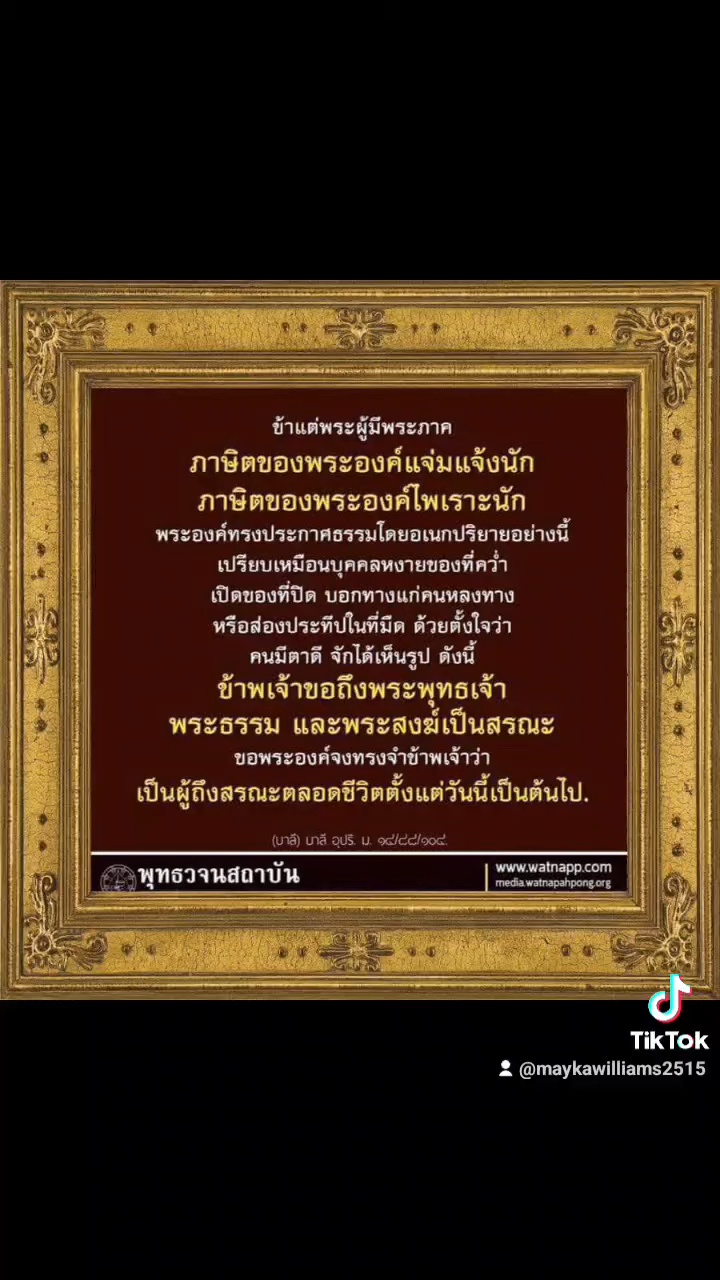 ข้าแต่พระผู้มีพระภาค
ภาษิตของพระองค์แจ่มแจ้งนัก
ภาษิตของพระองค์ไพเราะนัก
พระองค์ทรงประกาศธรรมโดยอเนกปริยายอย่างนี้
เปรียบเหมือนบุคคลหงายของที่คว่ำ
เปิดของที่ปิด บอกทางแก่คนหลงทาง
หรือส่องประทีปในที่มืด ด้วยตั้งใจว่า
คนมีตาดี จักได้เห็นรูป ดังนี้
ข้าพเจ้าขอถึงพระพุทธเจ้า
พระธรรม และพระสงฆ์เป็นสรณะ
ขอพระองค์จงทรงจำข้าพเจ้าว่า
เป็นผู้ถึงสรณะตลอดชีวิตตั้งแต่วันนี้เป็นต้นไป.
(บาลี) บาลี อุปริ. ม. ๑๔/๘๘/๑๐๔.
พุทธวจนสถาบัน
www.watnapp.com
media.watnapahpong.org
TikTok
@maykawilliams2515